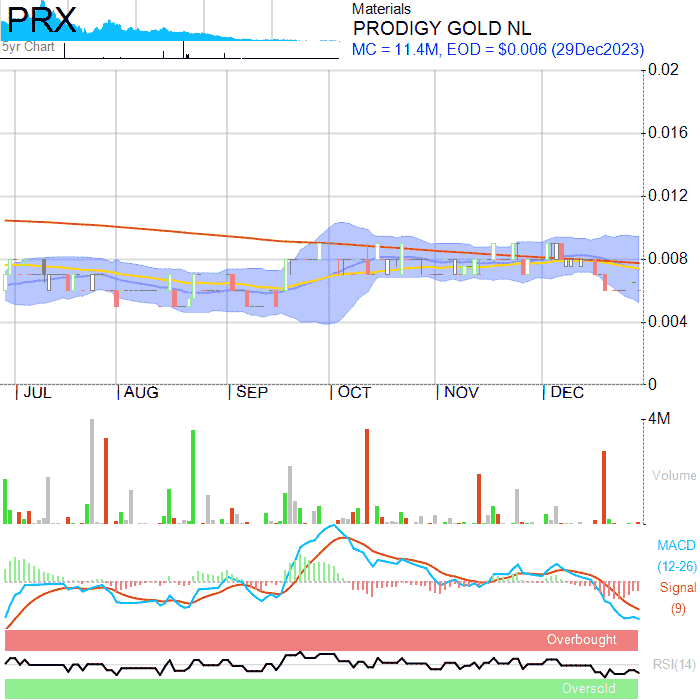 PRX
5yr Chart
Materials
PRODIGY GOLD NL
MC = 11.4M, EOD = $0.006 (29Dec2023)
0.02
0.016
0.012
0.008
0.004
0
JUL AUG SEP OCT NOV DEC
4M
Volume
MACD
(12-26)
Signal
(9)
Overbought
RSI(14)
Oversold